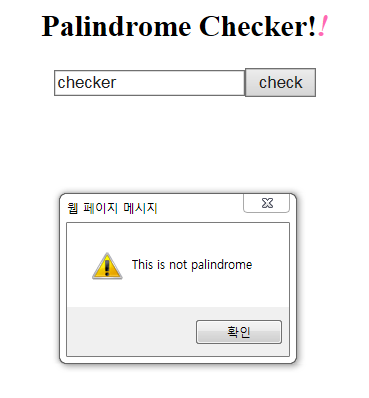 Palindrome Checker!!
checker
check
웹 페이지 메시지
This is not palindrome
확인